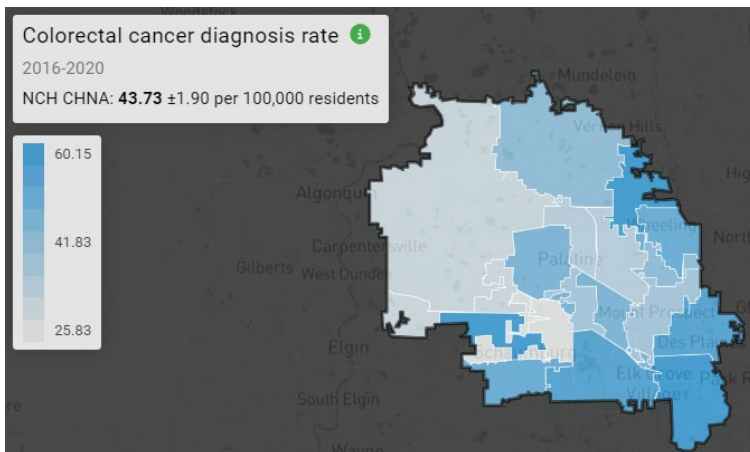 Woodstock
Colorectal cancer diagnosis rate
2016-2020
NCH CHNA: 43.73 ±1.90 per 100,000 residents
Mundelein
Vernon Hills
60.15
41.83
25.83
Algonquin
Wheeling
Carpentersville
Palatine
Gilberts
West Dundee
Mount Prospect
Des Plaines
Elgin
Schaumburg
Elk Grove
Village
South Elgin
Wayne